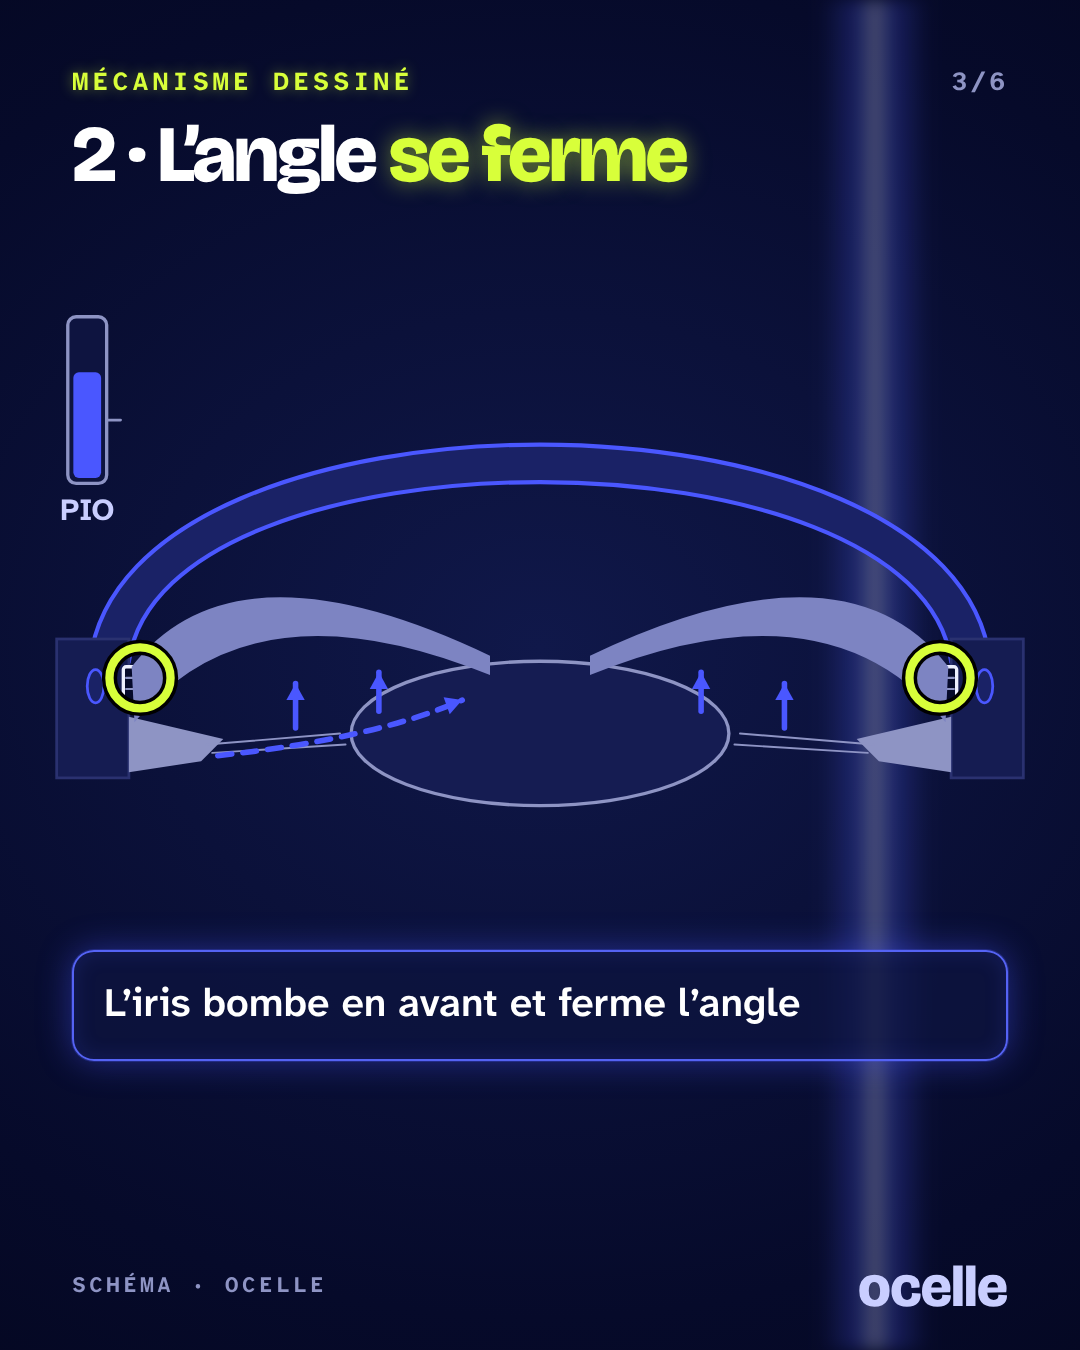 MÉCANISME DESSINÉ
3/6
2 · L’angle se ferme
PIO
L’iris bombe en avant et ferme l’angle
SCHÉMA · OCELLE
ocelle